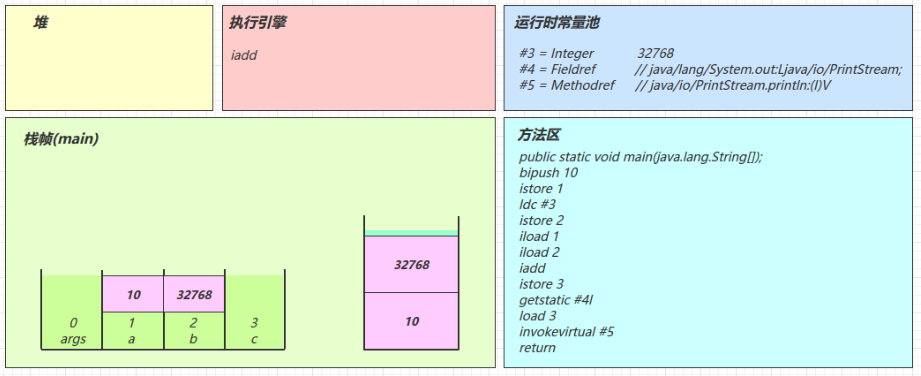 堆
执行引擎
iadd
运行时常量池
#3 = Integer 32768
#4 = Fieldref // java/lang/System.out:Ljava/io/PrintStream;
#5 = Methodref // java/io/PrintStream.println:(I)V
栈帧(main)
32768
10
10 32768
0 1 2 3
args a b c
方法区
public static void main(java.lang.String[]);
bipush 10
istore 1
ldc #3
istore 2
iload 1
iload 2
iadd
istore 3
getstatic #4I
load 3
invokevirtual #5
return